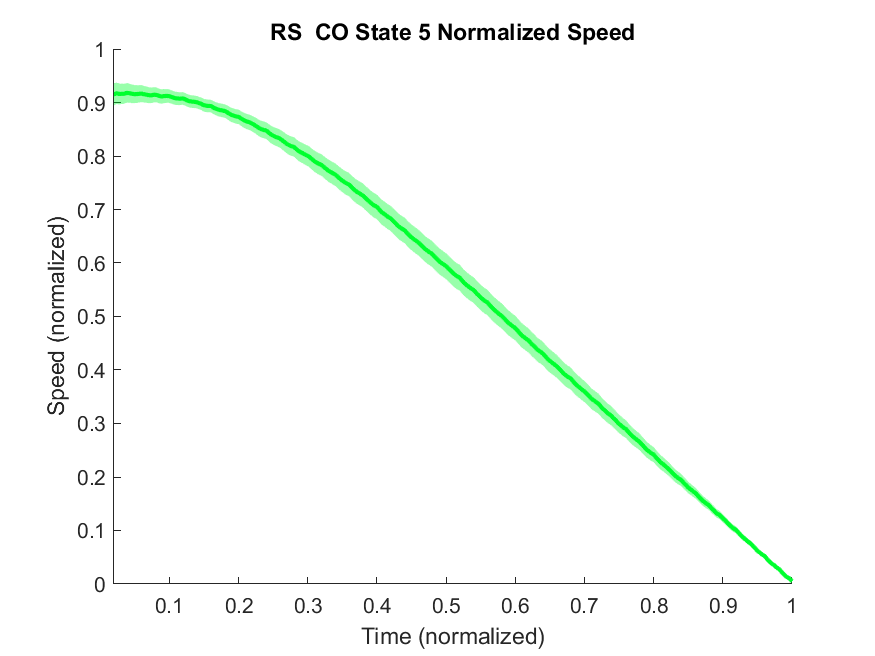 RS  CO State 5 Normalized Speed
1
0.9
0.8
0.7
0.6
0.5
0.4
0.3
0.2
0.1
0
Speed (normalized)
0.1 0.2 0.3 0.4 0.5 0.6 0.7 0.8 0.9 1
Time (normalized)